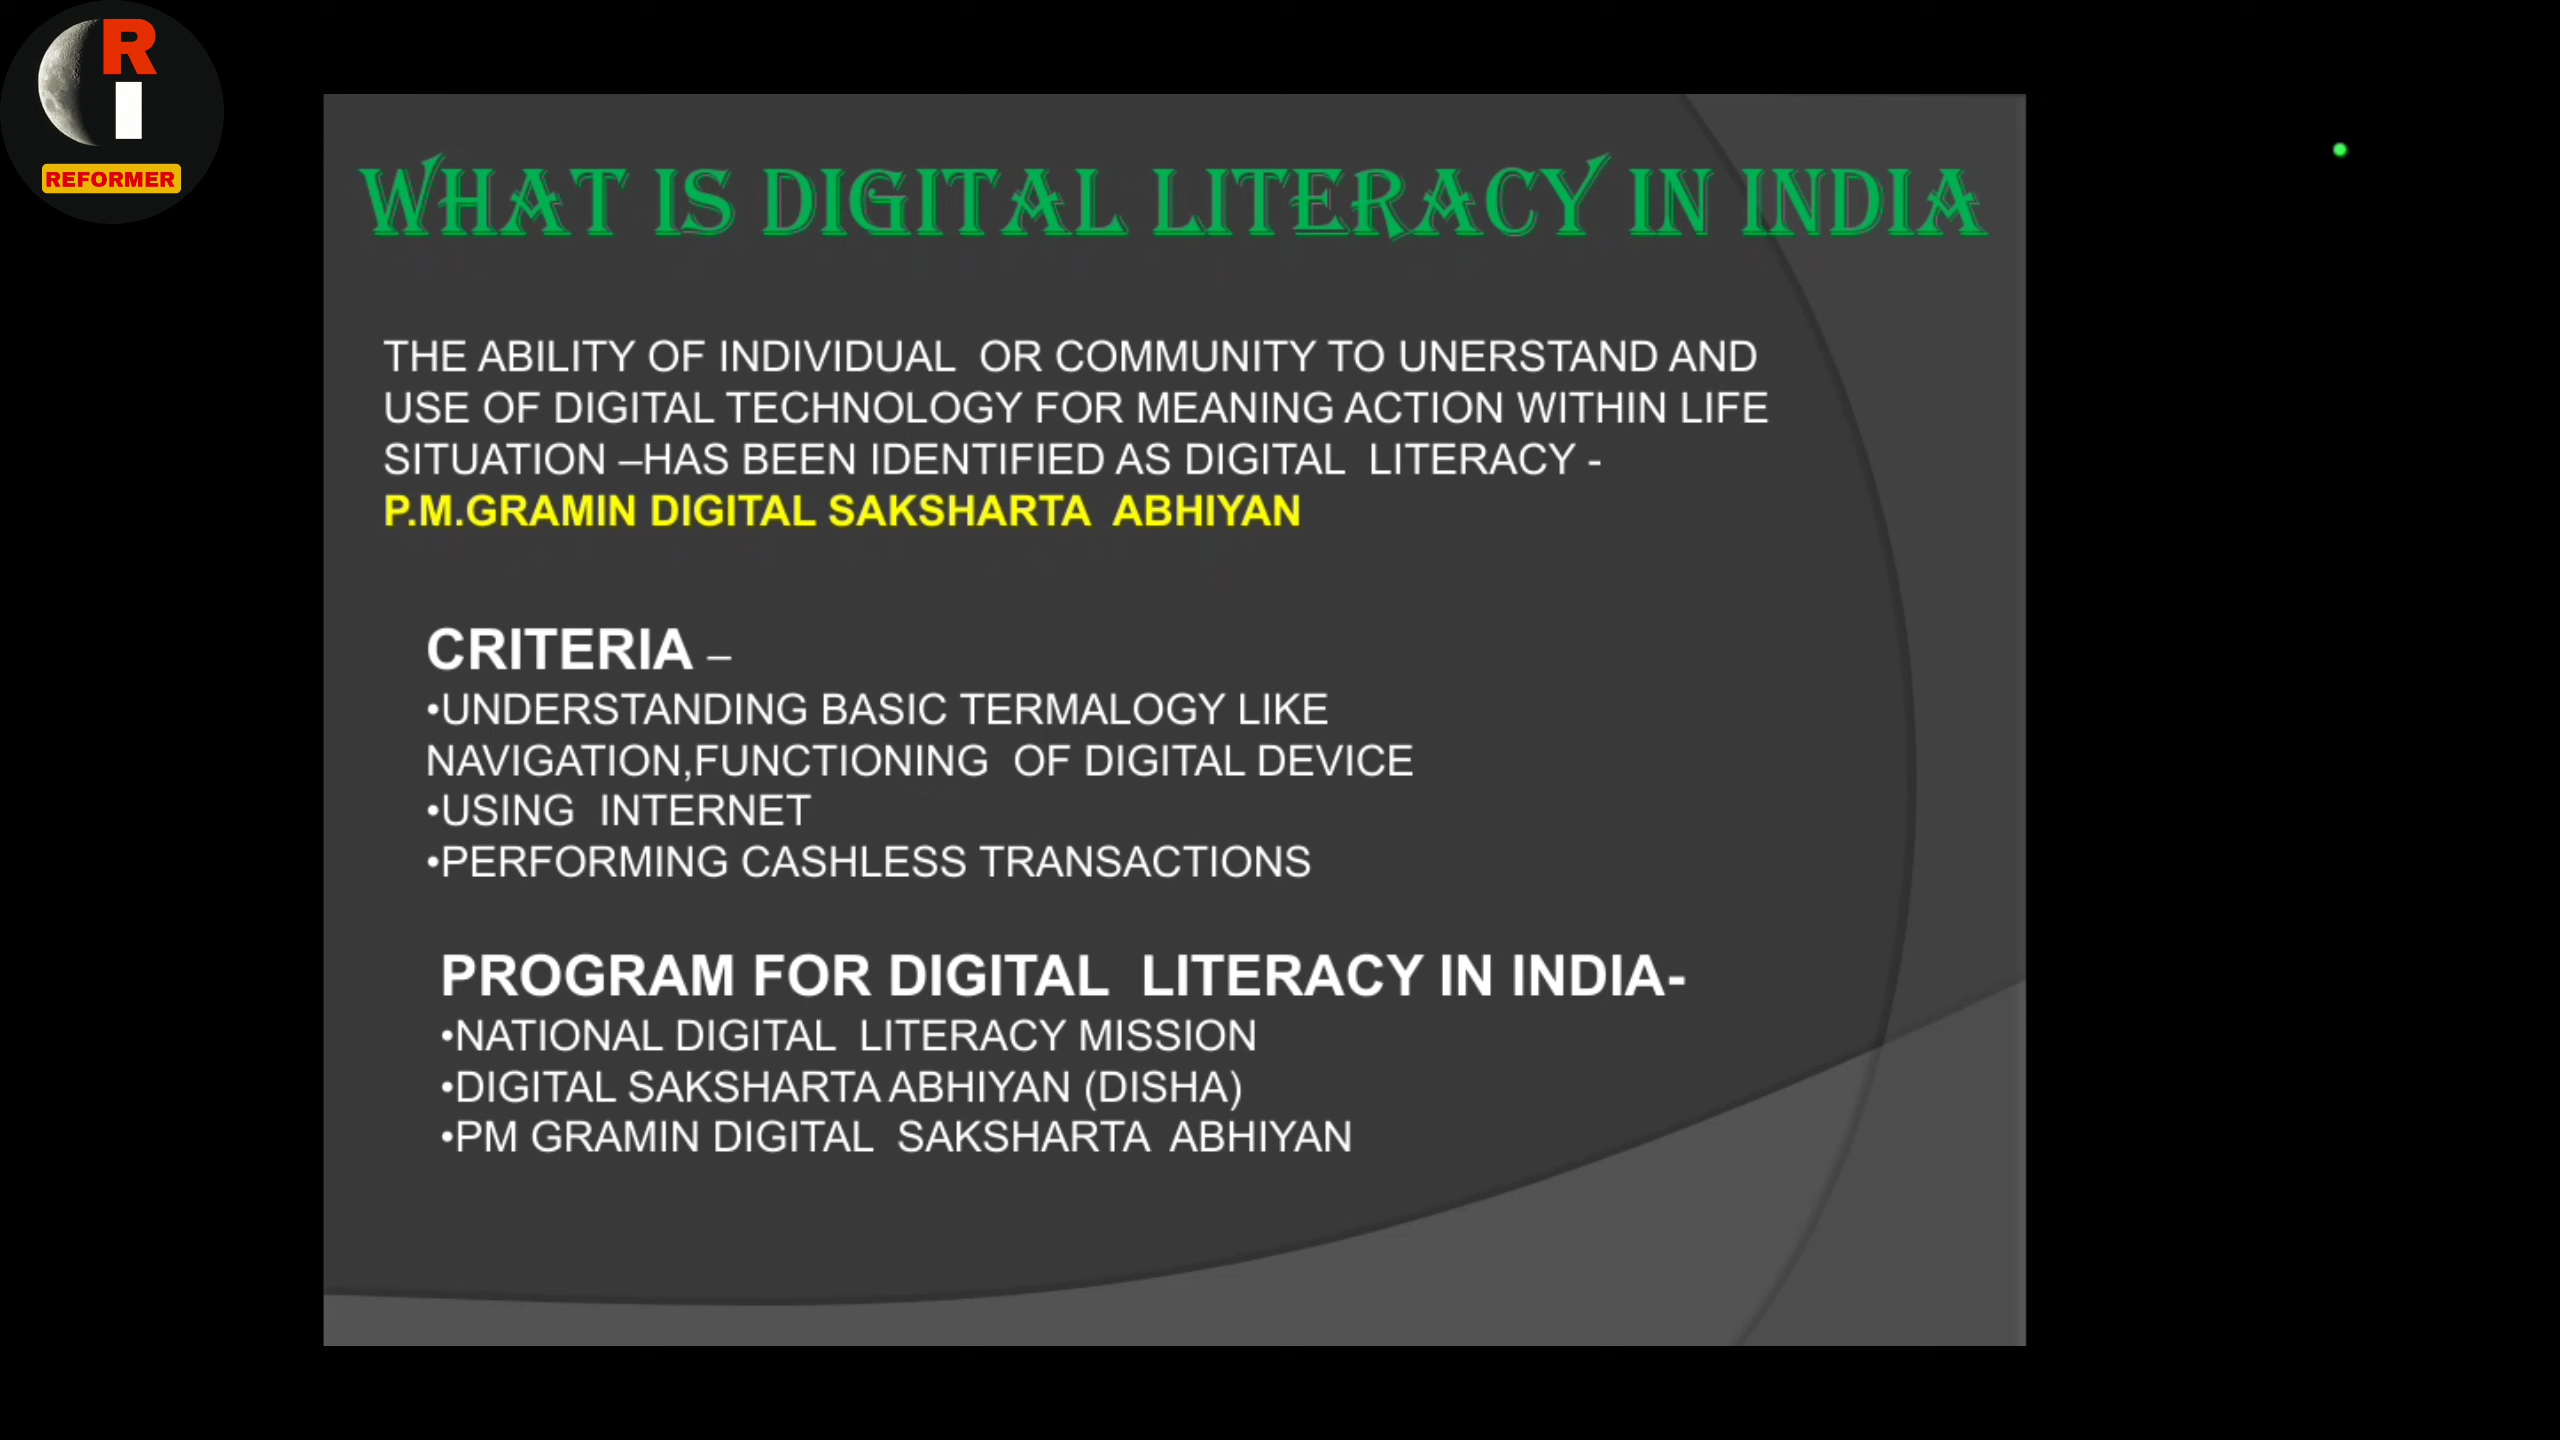 R
I
REFORMER
WHAT IS DIGITAL LITERACY IN INDIA
THE ABILITY OF INDIVIDUAL OR COMMUNITY TO UNERSTAND AND
USE OF DIGITAL TECHNOLOGY FOR MEANING ACTION WITHIN LIFE
SITUATION –HAS BEEN IDENTIFIED AS DIGITAL LITERACY -
P.M.GRAMIN DIGITAL SAKSHARTA ABHIYAN
CRITERIA –
•UNDERSTANDING BASIC TERMALOGY LIKE
NAVIGATION,FUNCTIONING OF DIGITAL DEVICE
•USING INTERNET
•PERFORMING CASHLESS TRANSACTIONS
PROGRAM FOR DIGITAL LITERACY IN INDIA-
•NATIONAL DIGITAL LITERACY MISSION
•DIGITAL SAKSHARTA ABHIYAN (DISHA)
•PM GRAMIN DIGITAL SAKSHARTA ABHIYAN